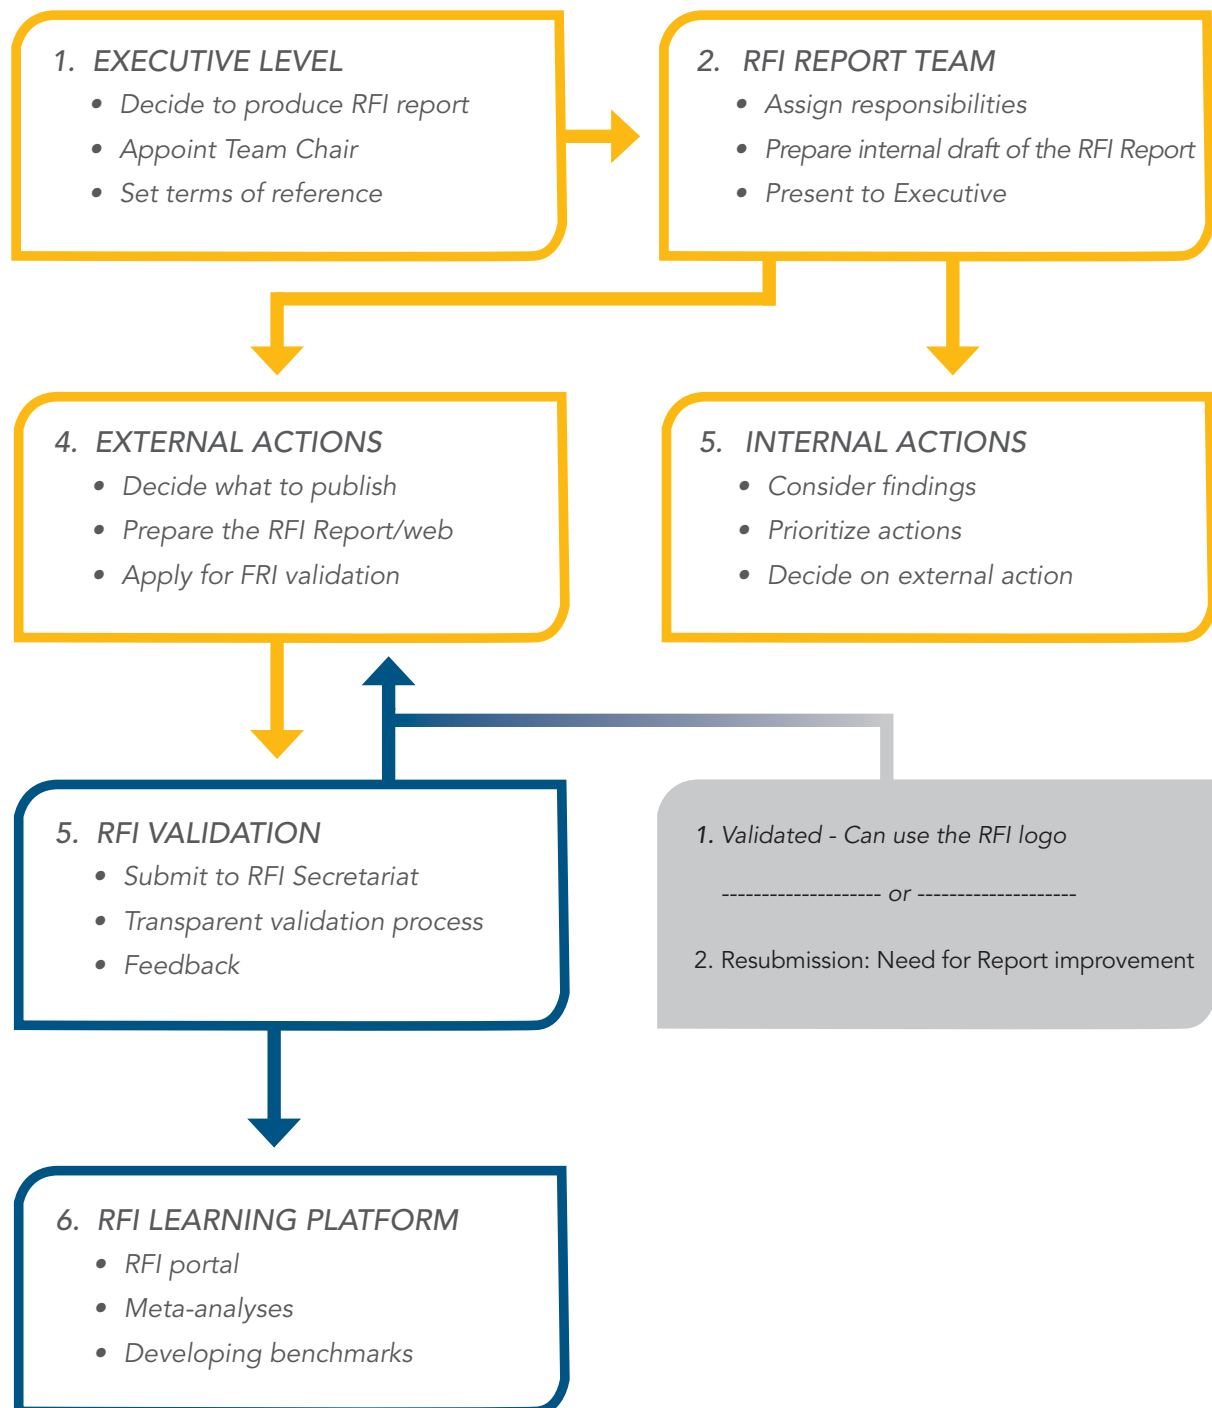 1. EXECUTIVE LEVEL
• Decide to produce RFI report
• Appoint Team Chair
• Set terms of reference
2. RFI REPORT TEAM
• Assign responsibilities
• Prepare internal draft of the RFI Report
• Present to Executive
4. EXTERNAL ACTIONS
• Decide what to publish
• Prepare the RFI Report/web
• Apply for FRI validation
5. INTERNAL ACTIONS
• Consider findings
• Prioritize actions
• Decide on external action
5. RFI VALIDATION
• Submit to RFI Secretariat
• Transparent validation process
• Feedback
1. Validated - Can use the RFI logo
-------------------- or --------------------
2. Resubmission: Need for Report improvement
6. RFI LEARNING PLATFORM
• RFI portal
• Meta-analyses
• Developing benchmarks